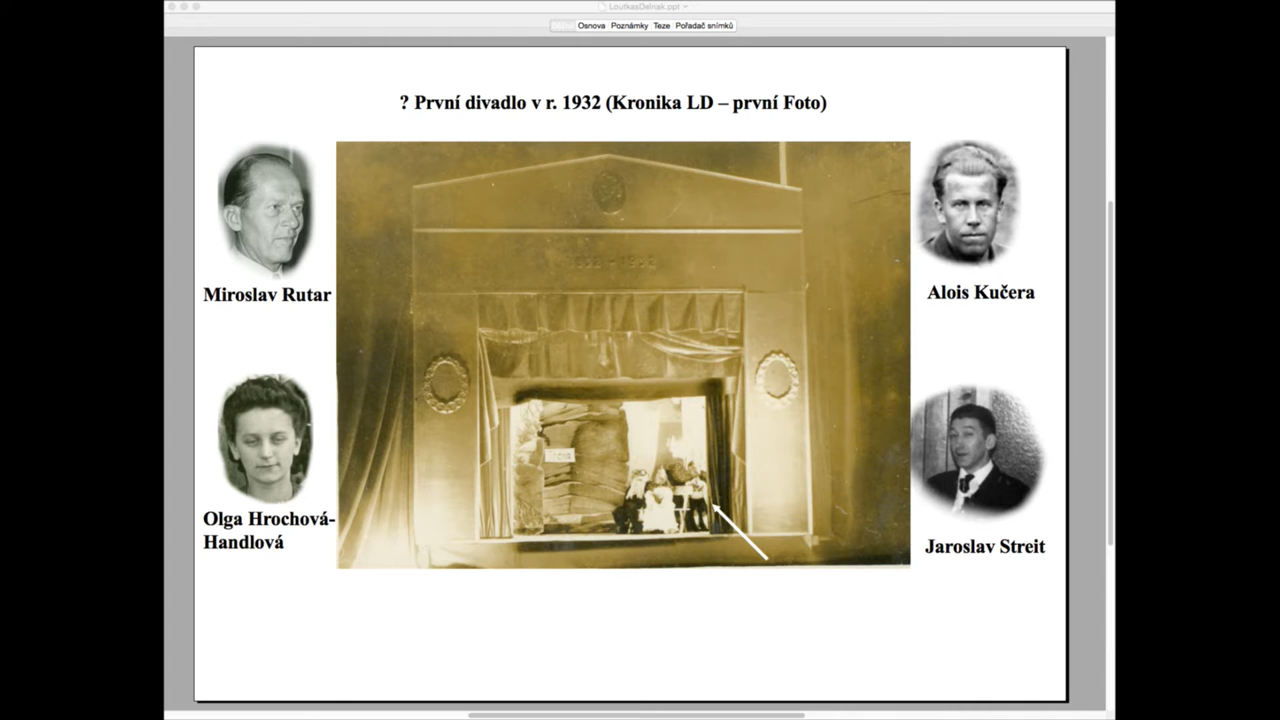 LoutkasDelnak.ppt
Osnova Poznámky Teze Pořadač snímků
? První divadlo v r. 1932 (Kronika LD – první Foto)
Miroslav Rutar
Alois Kučera
Olga Hrochová-
Handlová
Jaroslav Streit